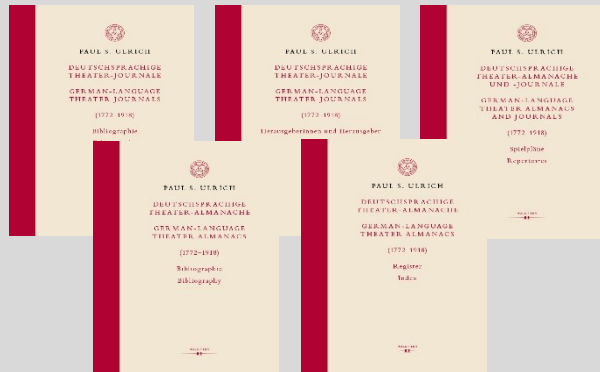 PAUL S. ULRICH
DEUTSCHSPRACHIGE
THEATER-JOURNALE
GERMAN-LANGUAGE
THEATER JOURNALS
(1772–1918)
Bibliographie
PAUL S. ULRICH
DEUTSCHSPRACHIGE
THEATER-JOURNALE
GERMAN-LANGUAGE
THEATER JOURNALS
(1772–1918)
Herausgeberinnen und Herausgeber
PAUL S. ULRICH
DEUTSCHSPRACHIGE
THEATER-ALMANACHE
UND -JOURNALE
GERMAN-LANGUAGE
THEATER ALMANACS
AND JOURNALS
(1772–1918)
Spielpläne
Repertoires
PAUL S. ULRICH
DEUTSCHSPRACHIGE
THEATER-ALMANACHE
GERMAN-LANGUAGE
THEATER ALMANACS
(1772–1918)
Bibliographie
Bibliography
PAUL S. ULRICH
DEUTSCHSPRACHIGE
THEATER-ALMANACHE
GERMAN-LANGUAGE
THEATER ALMANACS
(1772–1918)
Register
Index